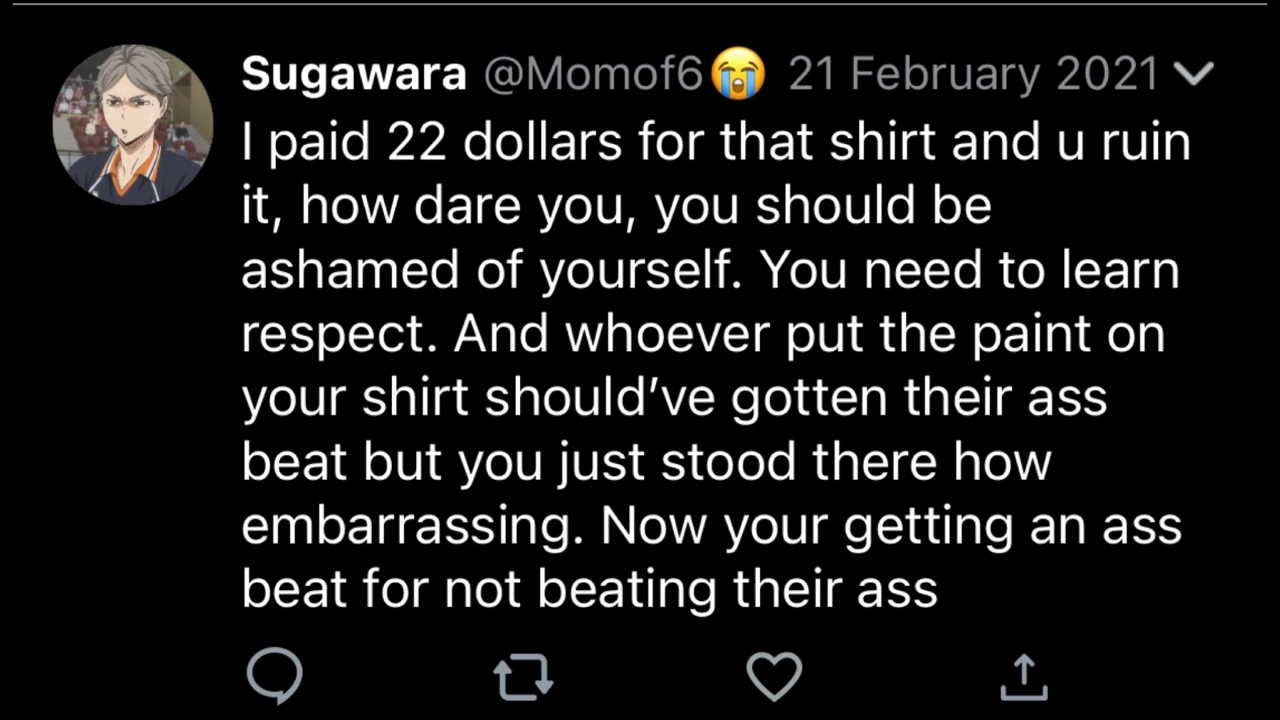 Sugawara @Momof6😭 21 February 2021
I paid 22 dollars for that shirt and u ruin
it, how dare you, you should be
ashamed of yourself. You need to learn
respect. And whoever put the paint on
your shirt should’ve gotten their ass
beat but you just stood there how
embarrassing. Now your getting an ass
beat for not beating their ass